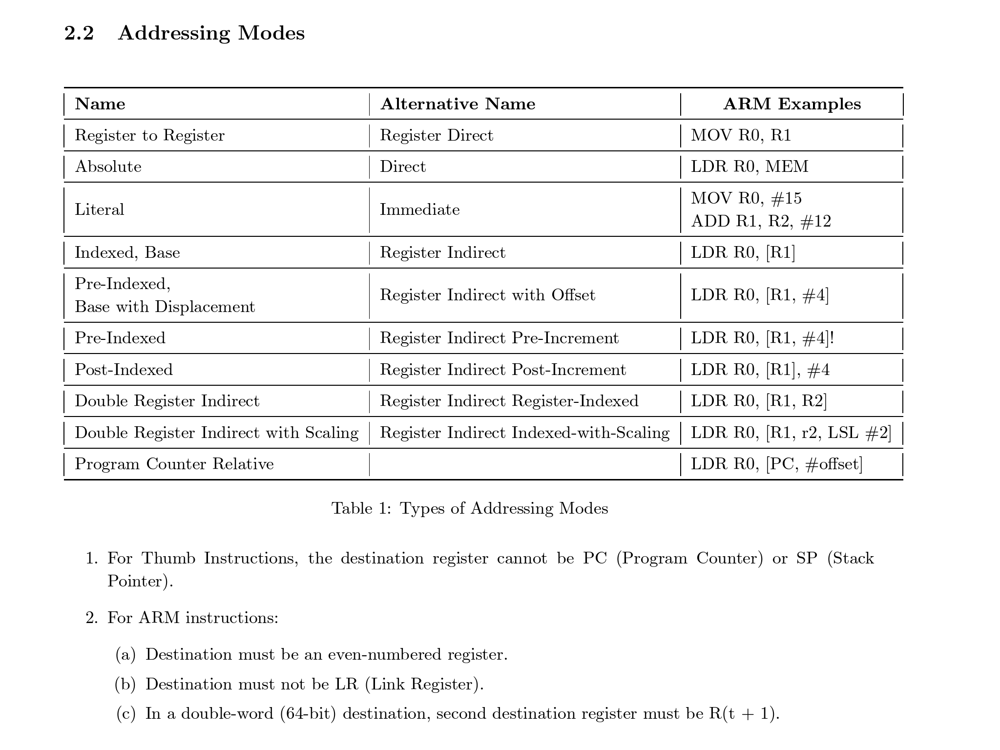 2.2 Addressing Modes
Name Alternative Name ARM Examples
Register to Register Register Direct MOV R0, R1
Absolute Direct LDR R0, MEM
Literal Immediate MOV R0, #15
ADD R1, R2, #12
Indexed, Base Register Indirect LDR R0, [R1]
Pre-Indexed,
Base with Displacement Register Indirect with Offset LDR R0, [R1, #4]
Pre-Indexed Register Indirect Pre-Increment LDR R0, [R1, #4]!
Post-Indexed Register Indirect Post-Increment LDR R0, [R1], #4
Double Register Indirect Register Indirect Register-Indexed LDR R0, [R1, R2]
Double Register Indirect with Scaling Register Indirect Indexed-with-Scaling LDR R0, [R1, r2, LSL #2]
Program Counter Relative LDR R0, [PC, #offset]
Table 1: Types of Addressing Modes
1. For Thumb Instructions, the destination register cannot be PC (Program Counter) or SP (Stack
Pointer).
2. For ARM instructions:
(a) Destination must be an even-numbered register.
(b) Destination must not be LR (Link Register).
(c) In a double-word (64-bit) destination, second destination register must be R(t + 1).